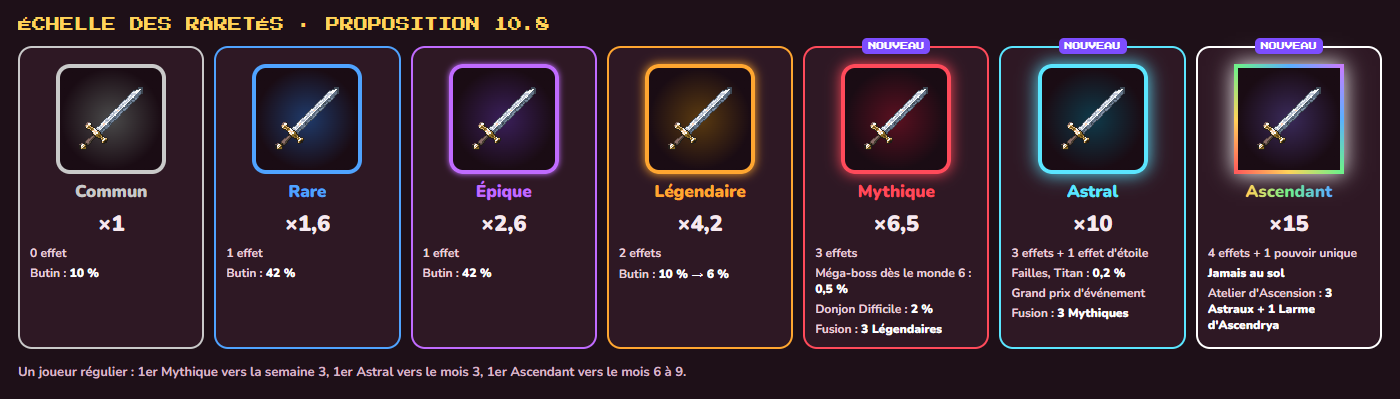 ÉCHELLE DES RARETÉS · PROPOSITION 10.8
NOUVEAU
NOUVEAU
NOUVEAU
Commun
×1
0 effet
Butin : 10 %
Rare
×1,6
1 effet
Butin : 42 %
Épique
×2,6
1 effet
Butin : 42 %
Légendaire
×4,2
2 effets
Butin : 10 % → 6 %
Mythique
×6,5
3 effets
Méga-boss dès le monde 6 :
0,5 %
Donjon Difficile : 2 %
Fusion : 3 Légendaires
Astral
×10
3 effets + 1 effet d'étoile
Failles, Titan : 0,2 %
Grand prix d'événement
Fusion : 3 Mythiques
Ascendant
×15
4 effets + 1 pouvoir unique
Jamais au sol
Atelier d'Ascension : 3
Astraux + 1 Larme
d'Ascendrya
Un joueur régulier : 1er Mythique vers la semaine 3, 1er Astral vers le mois 3, 1er Ascendant vers le mois 6 à 9.